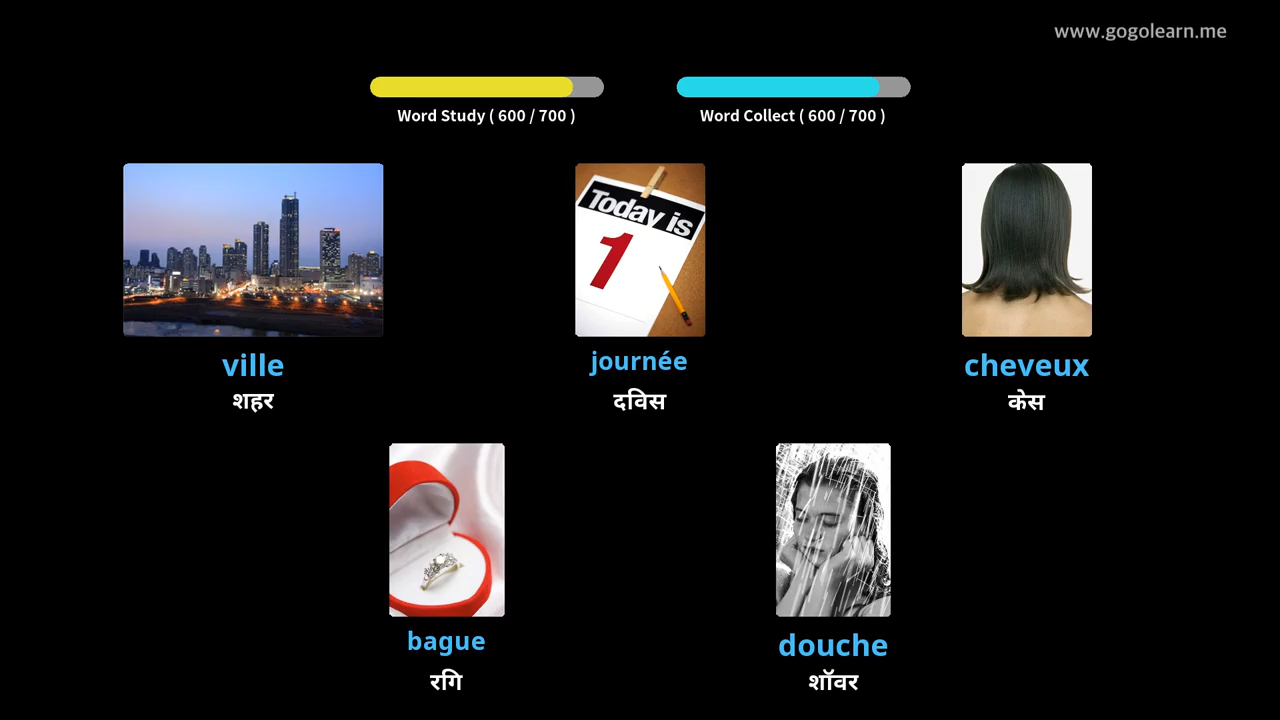 www.gogolearn.me
Word Study ( 600 / 700 )
Word Collect ( 600 / 700 )
Today is
1
ville
journée
cheveux
शहर
दविस
केस
bague
douche
रगि
शॉवर